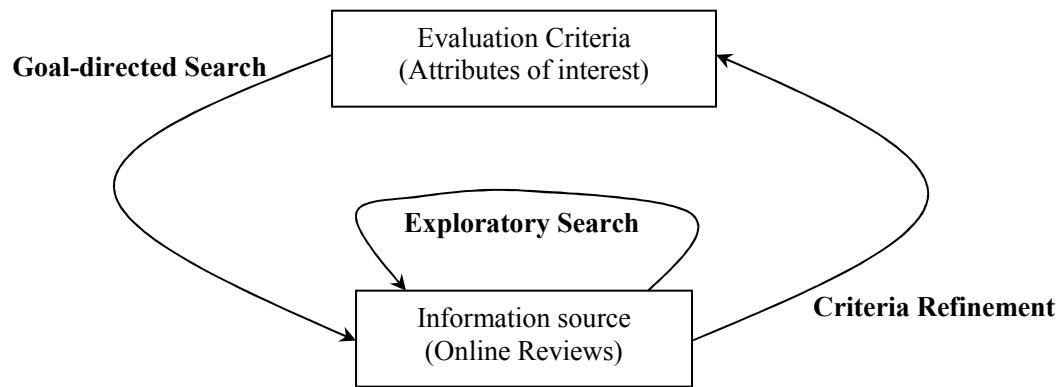 Evaluation Criteria
(Attributes of interest)
Goal-directed Search
Exploratory Search
Information source
(Online Reviews)
Criteria Refinement